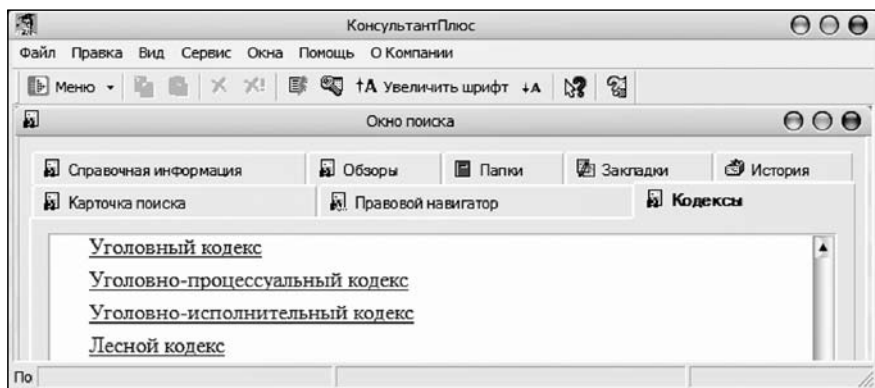 КонсультантПлюс
Файл Правка Вид Сервис Окна Помощь О Компании
Меню Увеличить шрифт
Окно поиска
Справочная информация Обзоры Папки Закладки История
Карточка поиска Правовой навигатор Кодексы
Уголовный кодекс
Уголовно-процессуальный кодекс
Уголовно-исполнительный кодекс
Лесной кодекс
По